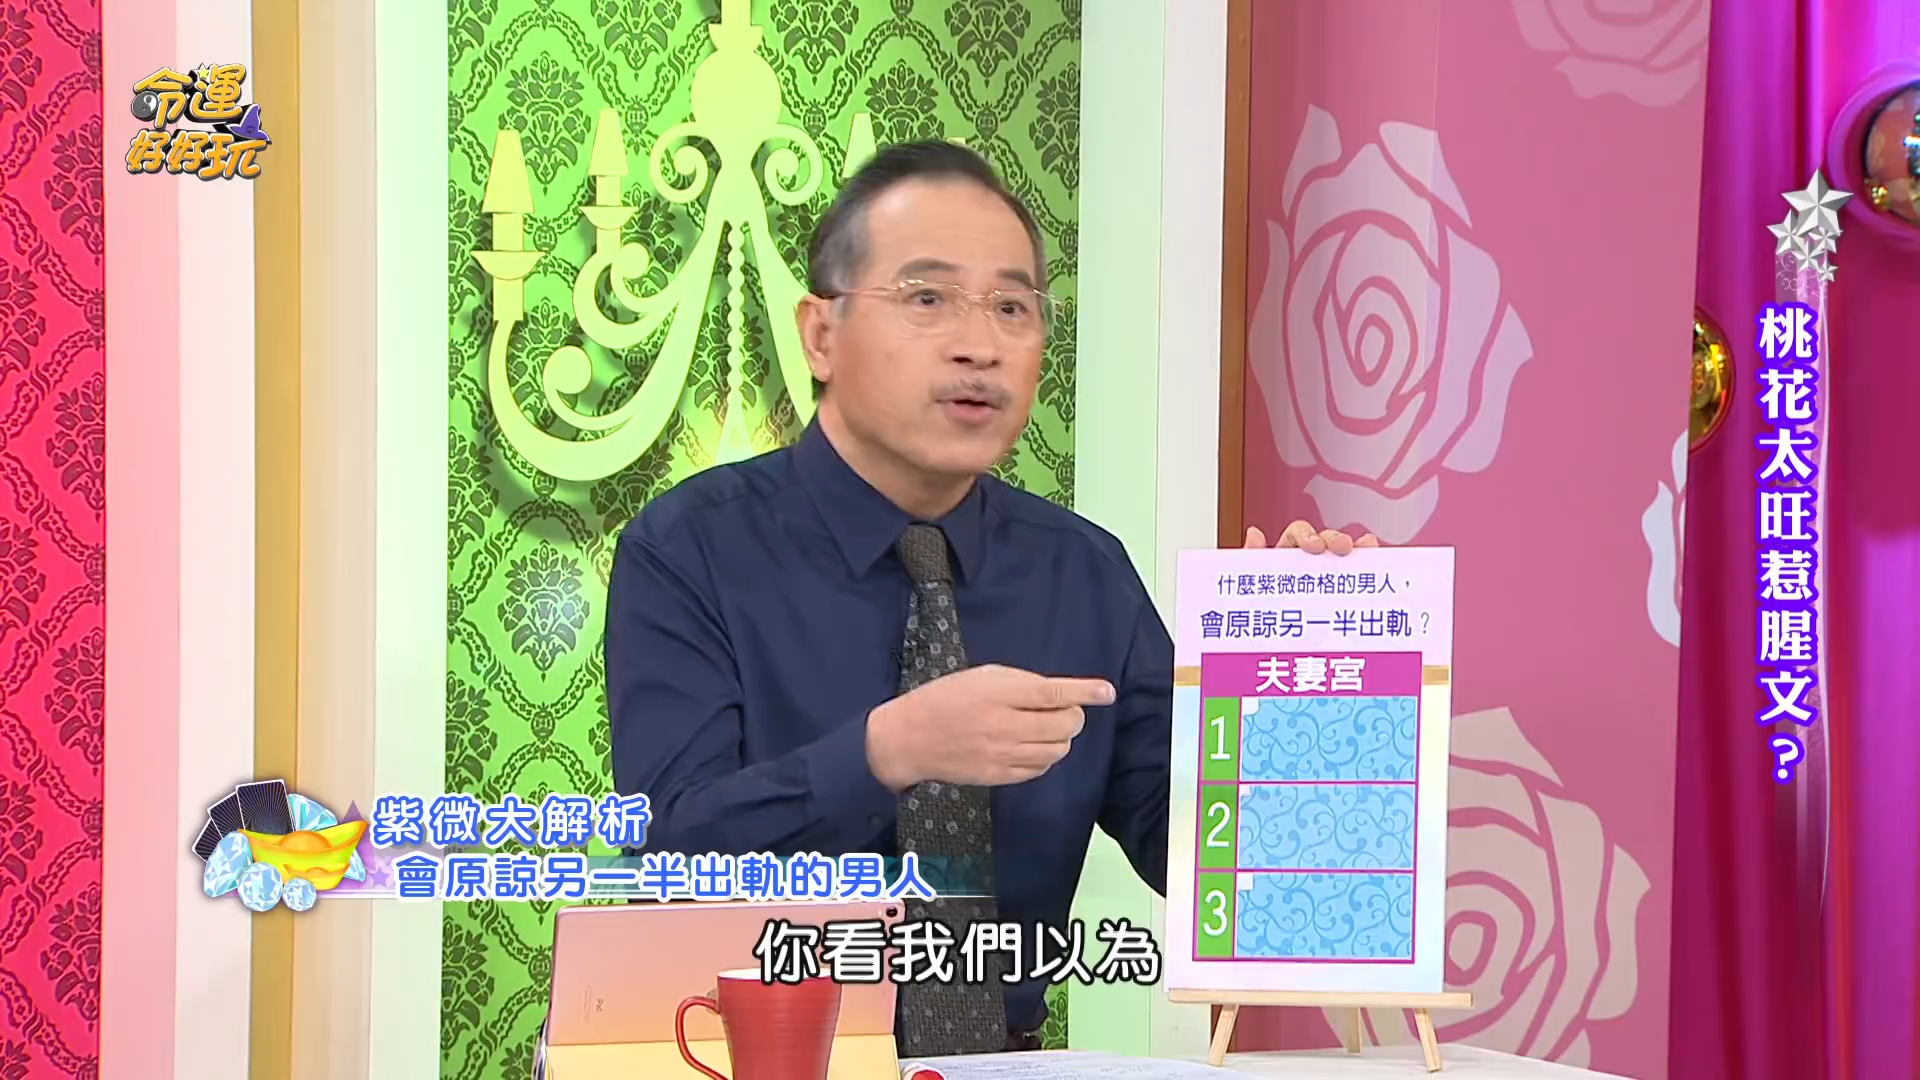 命運
好好玩
桃花太旺惹腥文？
什麼紫微命格的男人，
會原諒另一半出軌？
夫妻宮
1
2
3
紫微大解析
會原諒另一半出軌的男人
你看我們以為
iPad